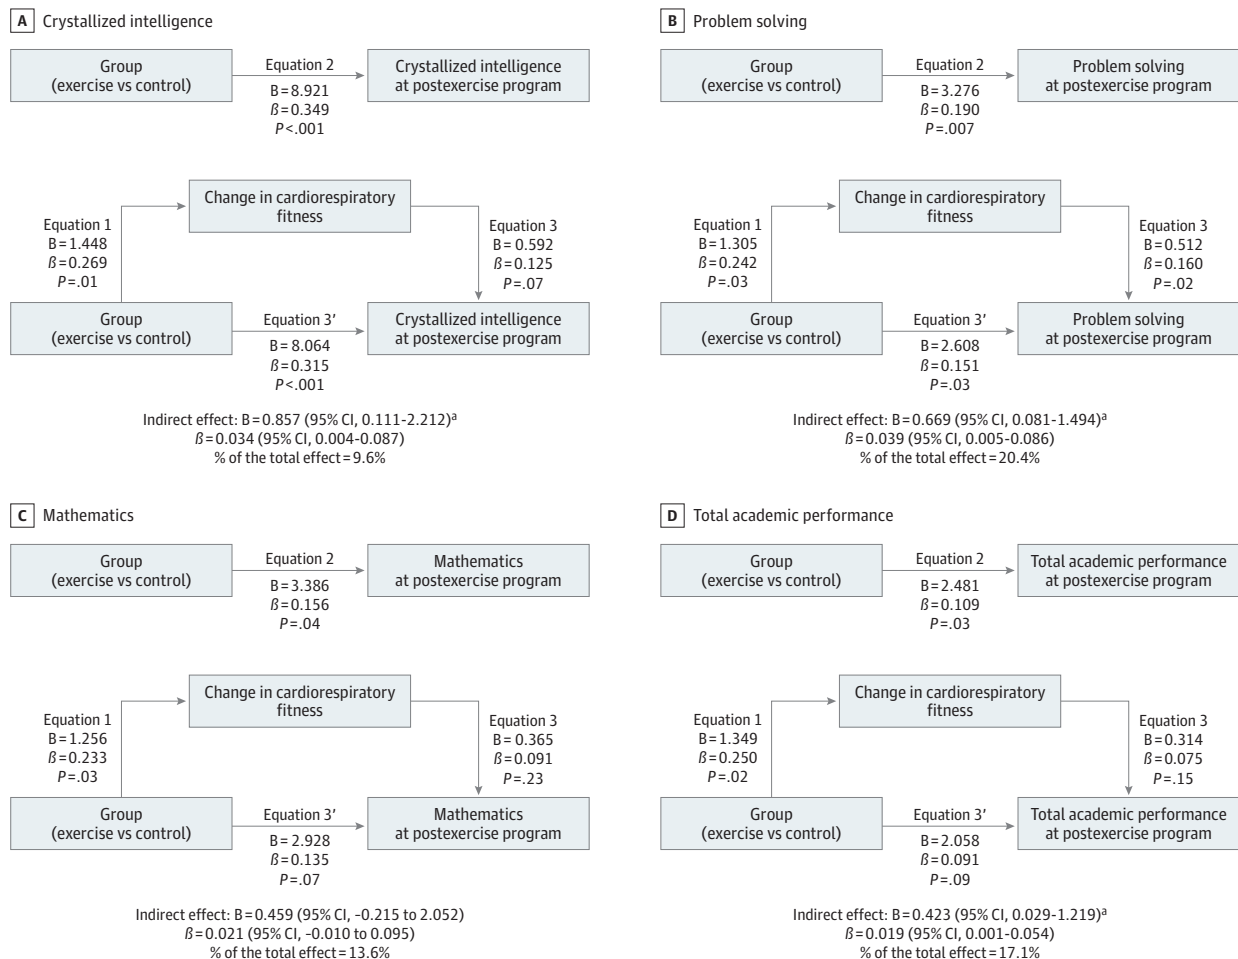 A Crystallized intelligence
Group
(exercise vs control)
Equation 2
B=8.921
ß=0.349
P<.001
Crystallized intelligence
at postexercise program
Change in cardiorespiratory
fitness
Equation 1
B=1.448
ß=0.269
P=.01
Equation 3
B=0.592
ß=0.125
P=.07
Group
(exercise vs control)
Equation 3′
B=8.064
ß=0.315
P<.001
Crystallized intelligence
at postexercise program
Indirect effect: B=0.857 (95% CI, 0.111-2.212)ᵃ
ß=0.034 (95% CI, 0.004-0.087)
% of the total effect=9.6%
B Problem solving
Group
(exercise vs control)
Equation 2
B=3.276
ß=0.190
P=.007
Problem solving
at postexercise program
Change in cardiorespiratory
fitness
Equation 1
B=1.305
ß=0.242
P=.03
Equation 3
B=0.512
ß=0.160
P=.02
Group
(exercise vs control)
Equation 3′
B=2.608
ß=0.151
P=.03
Problem solving
at postexercise program
Indirect effect: B=0.669 (95% CI, 0.081-1.494)ᵃ
ß=0.039 (95% CI, 0.005-0.086)
% of the total effect=20.4%
C Mathematics
Group
(exercise vs control)
Equation 2
B=3.386
ß=0.156
P=.04
Mathematics
at postexercise program
Change in cardiorespiratory
fitness
Equation 1
B=1.256
ß=0.233
P=.03
Equation 3
B=0.365
ß=0.091
P=.23
Group
(exercise vs control)
Equation 3′
B=2.928
ß=0.135
P=.07
Mathematics
at postexercise program
Indirect effect: B=0.459 (95% CI, -0.215 to 2.052)
ß=0.021 (95% CI, -0.010 to 0.095)
% of the total effect=13.6%
D Total academic performance
Group
(exercise vs control)
Equation 2
B=2.481
ß=0.109
P=.03
Total academic performance
at postexercise program
Change in cardiorespiratory
fitness
Equation 1
B=1.349
ß=0.250
P=.02
Equation 3
B=0.314
ß=0.075
P=.15
Group
(exercise vs control)
Equation 3′
B=2.058
ß=0.091
P=.09
Total academic performance
at postexercise program
Indirect effect: B=0.423 (95% CI, 0.029-1.219)ᵃ
ß=0.019 (95% CI, 0.001-0.054)
% of the total effect=17.1%